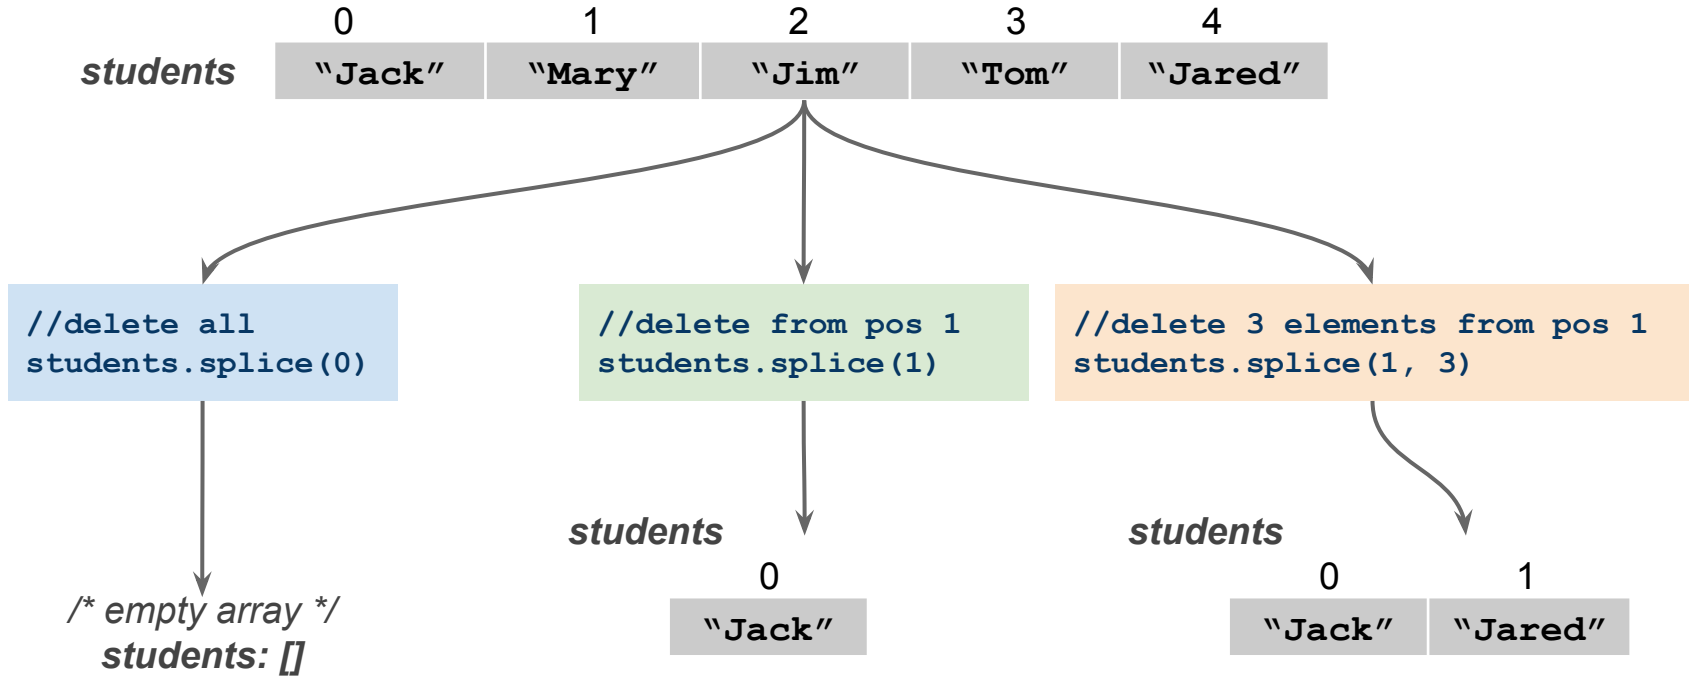 0 1 2 3 4
students “Jack” “Mary” “Jim” “Tom” “Jared”
//delete all
students.splice(0)
//delete from pos 1
students.splice(1)
//delete 3 elements from pos 1
students.splice(1, 3)
/* empty array */
students: []
students
0
“Jack”
students
0 1
“Jack” “Jared”